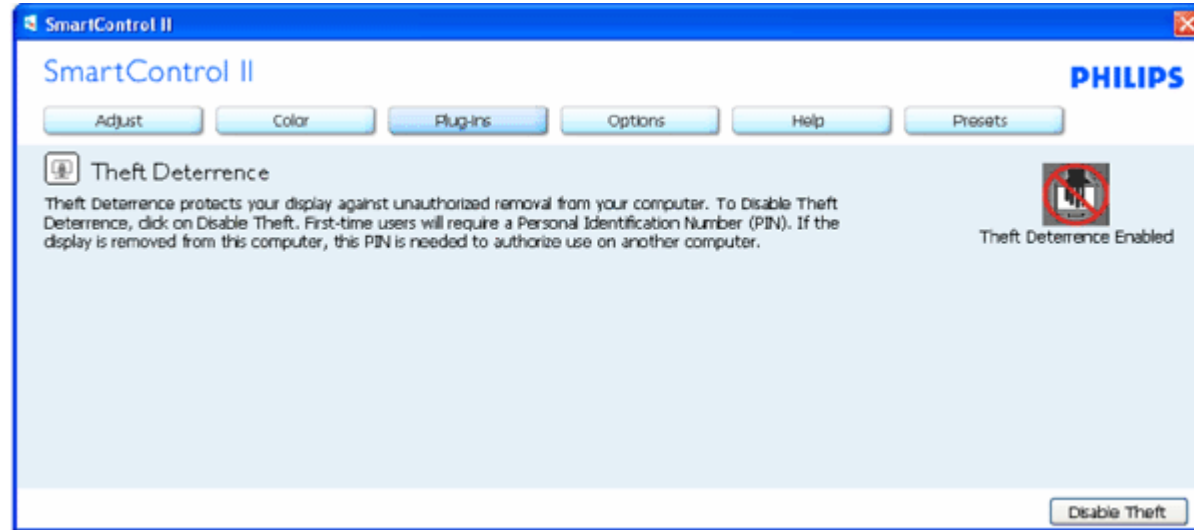 SmartControl II
SmartControl II
PHILIPS
Adjust Color Plug-ins Options Help Presets
Theft Deterrence
Theft Deterrence protects your display against unauthorized removal from your computer. To Disable Theft
Deterrence, click on Disable Theft. First-time users will require a Personal Identification Number (PIN). If the
display is removed from this computer, this PIN is needed to authorize use on another computer.
Theft Deterrence Enabled
Disable Theft